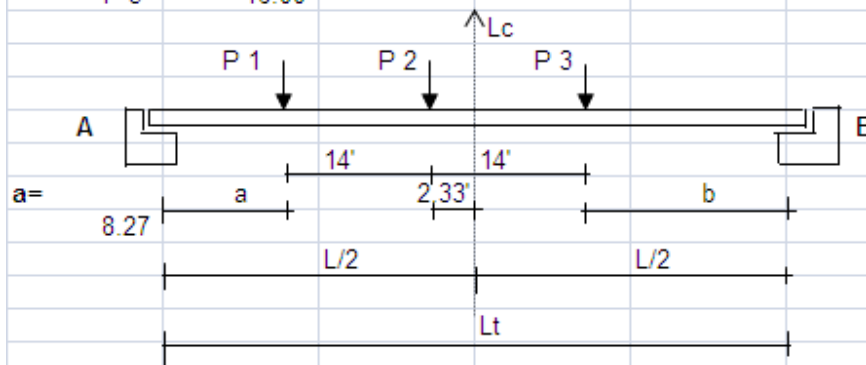 Lc
P 1 P 2 P 3
A
14' 14'
a= a 2,33' b
8.27
L/2 L/2
Lt